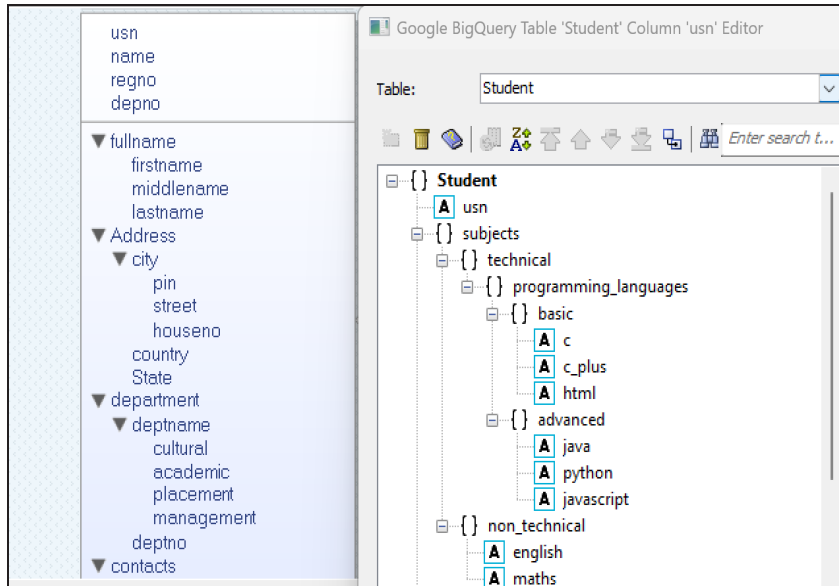 usn
name
regno
depno
fullname
firstname
middlename
lastname
Address
city
pin
street
houseno
country
State
department
deptname
cultural
academic
placement
management
deptno
contacts
Google BigQuery Table 'Student' Column 'usn' Editor
Table: Student
Enter search t...
{} Student
A usn
{} subjects
{} technical
{} programming_languages
{} basic
A c
A c_plus
A html
{} advanced
A java
A python
A javascript
{} non_technical
A english
A maths